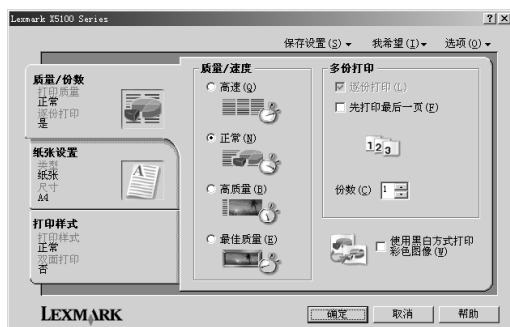 Lexmark X5100 Series
保存设置(S)
我希望(I)
选项(O)
质量/份数
打印质量
正常
逐份打印
是
纸张设置
类型
纸张
尺寸
A4
打印样式
打印样式
正常
双面打印
否
质量/速度
高速(Q)
正常(N)
高质量(B)
最佳质量(E)
多份打印
逐份打印(L)
先打印最后一页(F)
1 2 3
份数(C) 1
使用黑白方式打印
彩色图像(W)
LEXMARK
确定
取消
帮助